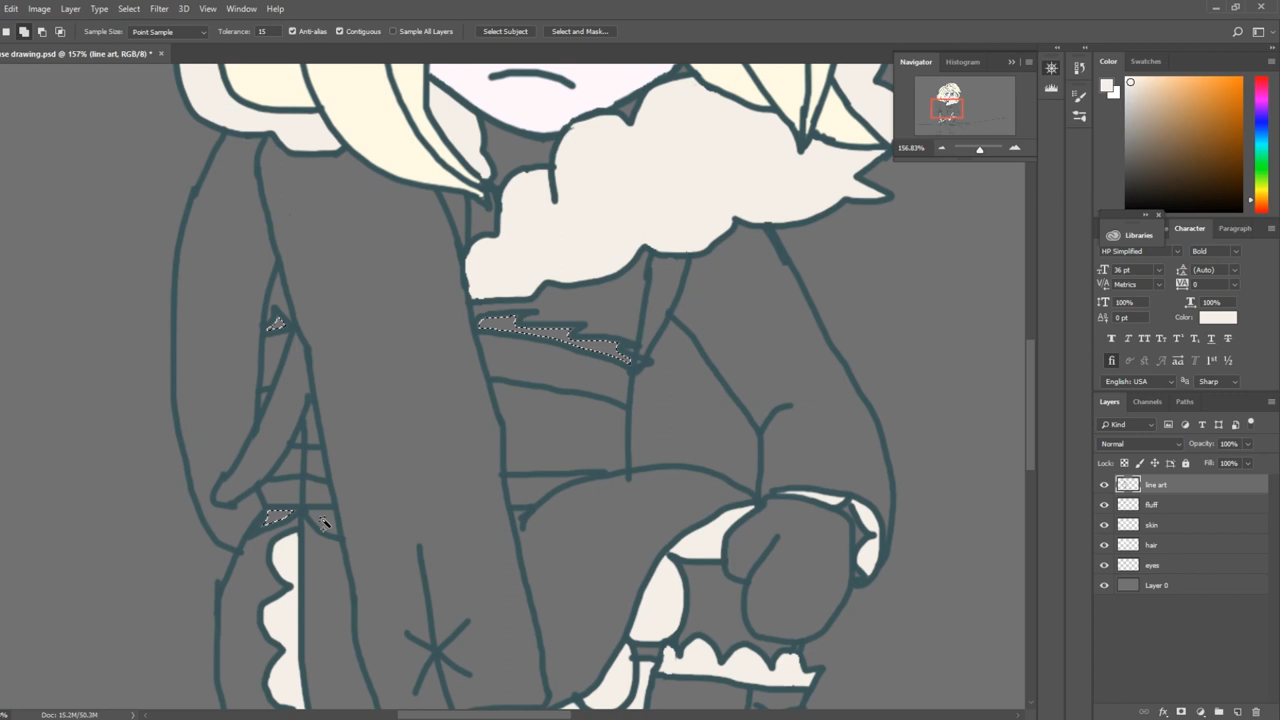 Edit Image Layer Type Select Filter 3D View Window Help
Sample Size: Point Sample Tolerance: 15 Anti-alias Contiguous Sample All Layers Select Subject Select and Mask...
se drawing.psd @ 157% (line art, RGB/8) *
Navigator Histogram
156.83%
Color Swatches
Libraries
Character Paragraph
HP Simplified Bold
36 pt (Auto)
Metrics 0
100% 100%
0 pt Color:
English: USA Sharp
Layers Channels Paths
Kind
Normal Opacity: 100%
Lock: Fill: 100%
line art
fluff
skin
hair
eyes
Layer 0
Doc: 15.2M/50.3M